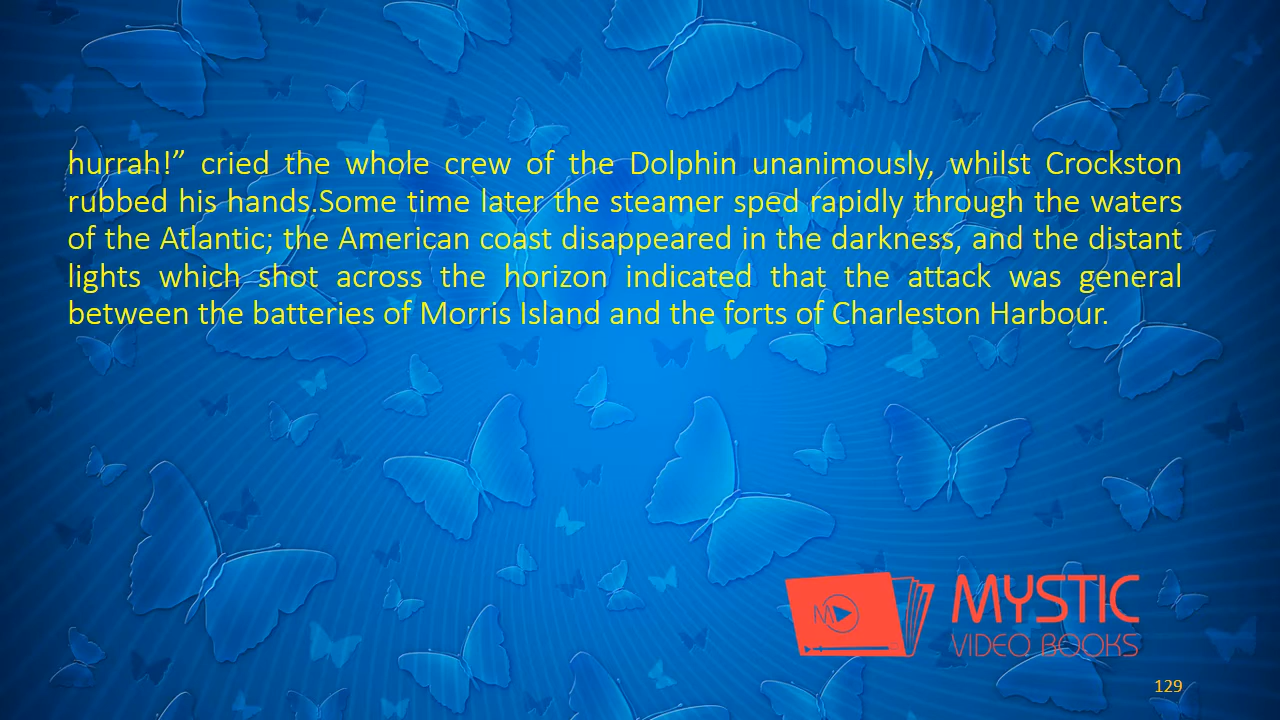 hurrah!” cried the whole crew of the Dolphin unanimously, whilst Crockston
rubbed his hands.Some time later the steamer sped rapidly through the waters
of the Atlantic; the American coast disappeared in the darkness, and the distant
lights which shot across the horizon indicated that the attack was general
between the batteries of Morris Island and the forts of Charleston Harbour.
M
MYSTIC
VIDEO BOOKS
129